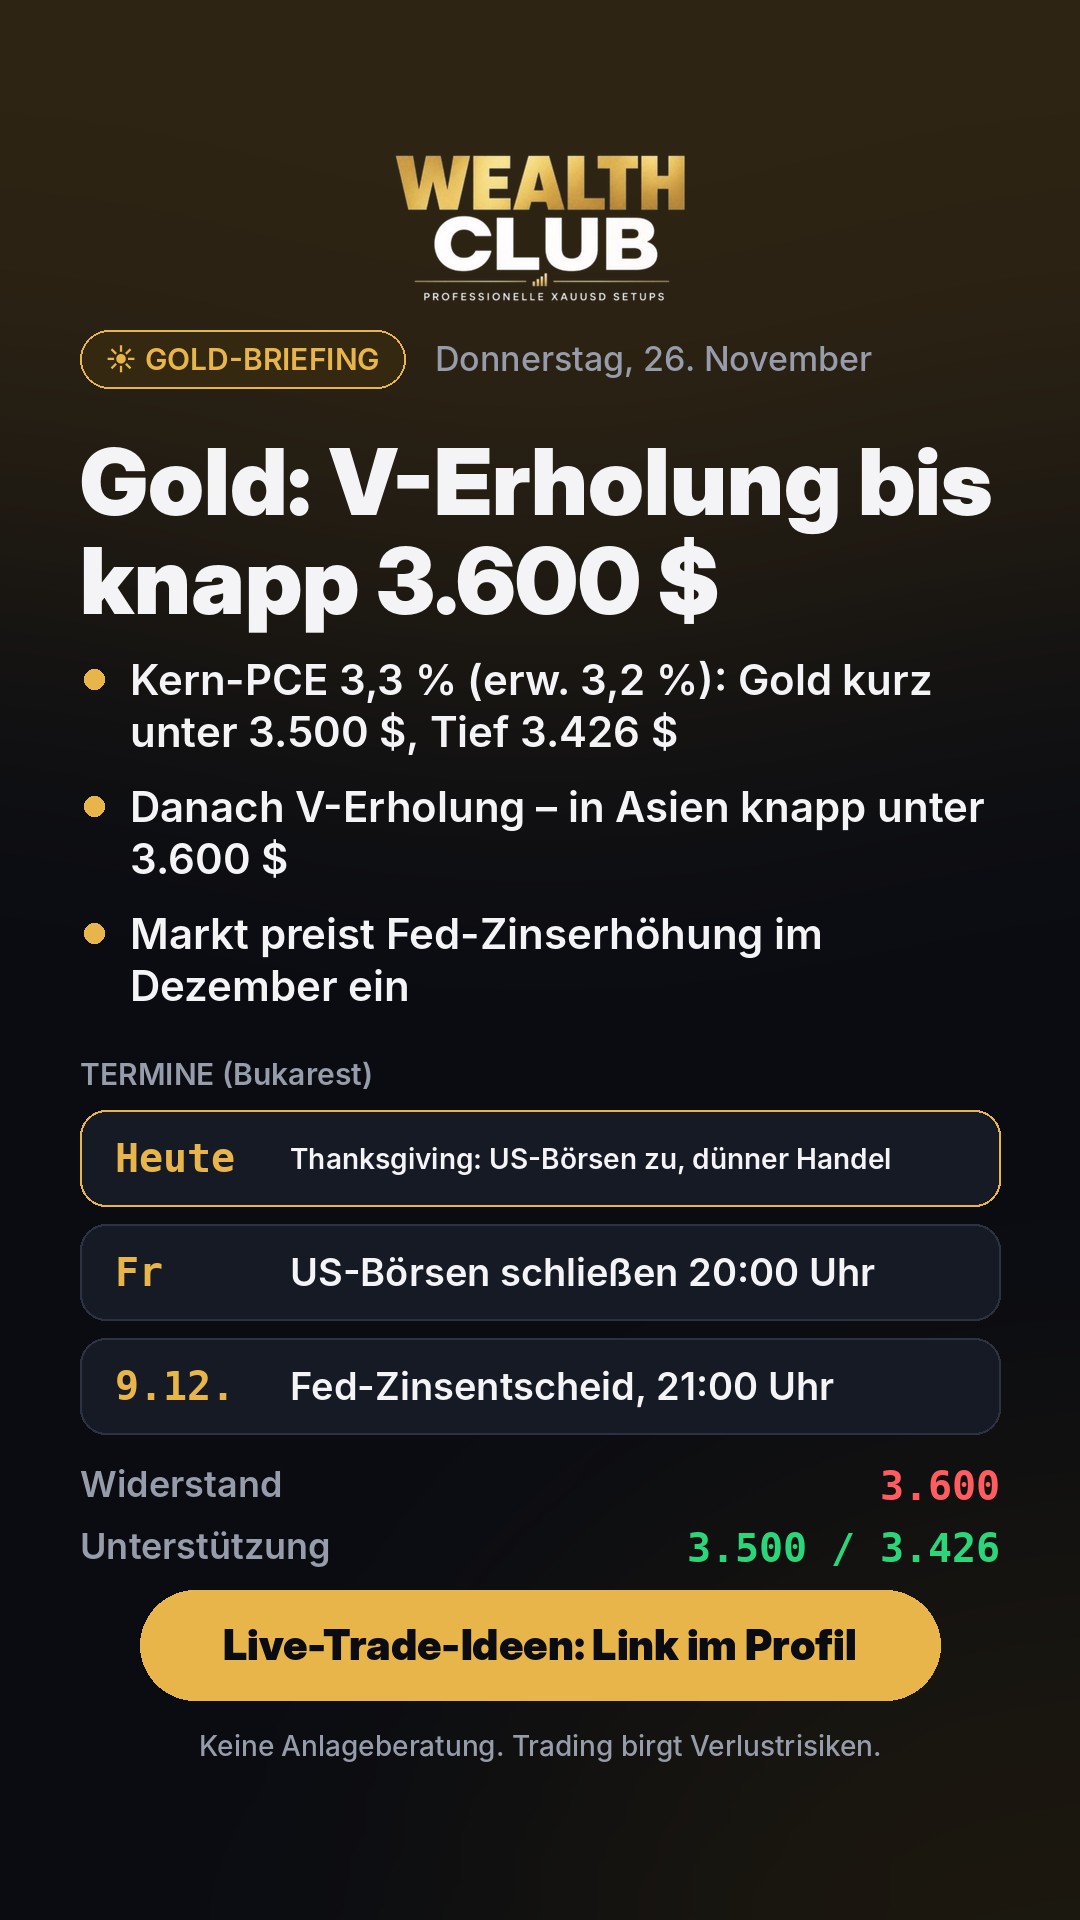 WEALTH
CLUB
PROFESSIONELLE XAUUSD SETUPS
GOLD-BRIEFING
Donnerstag, 26. November
Gold: V-Erholung bis
knapp 3.600 $
Kern-PCE 3,3 % (erw. 3,2 %): Gold kurz
unter 3.500 $, Tief 3.426 $
Danach V-Erholung – in Asien knapp unter
3.600 $
Markt preist Fed-Zinserhöhung im
Dezember ein
TERMINE (Bukarest)
Heute Thanksgiving: US-Börsen zu, dünner Handel
Fr US-Börsen schließen 20:00 Uhr
9.12. Fed-Zinsentscheid, 21:00 Uhr
Widerstand 3.600
Unterstützung 3.500 / 3.426
Live-Trade-Ideen: Link im Profil
Keine Anlageberatung. Trading birgt Verlustrisiken.